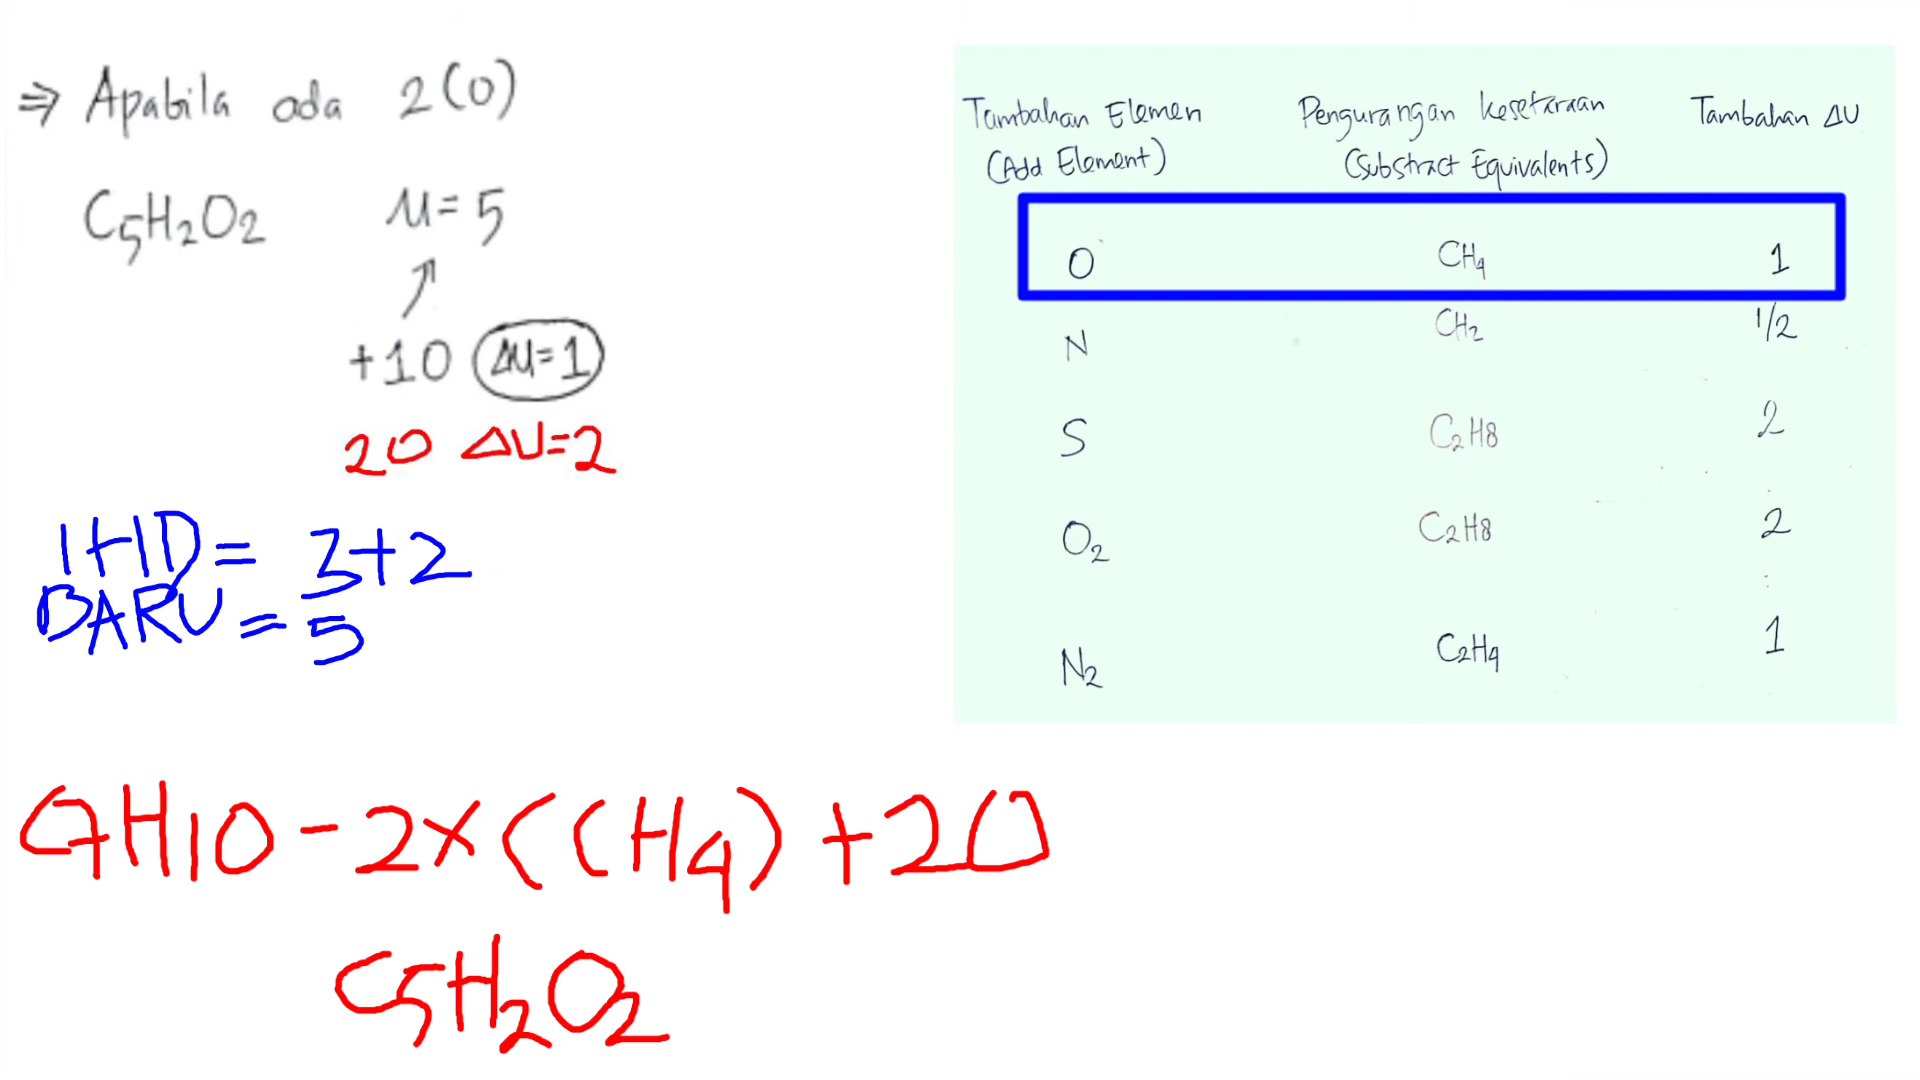 ⇒ Apabila ada 2(O)
C5H2O2 U=5
+1O ΔU=1
2O ΔU=2
IHD = 3+2
BARU = 5
C7H10 - 2x(CH4) + 2O
C5H2O2
Tambahan Elemen Pengurangan Kesetaraan Tambahan ΔU
(Add Element) (Substract Equivalents)
O CH4 1
N CH2 1/2
S C2H8 2
O2 C2H8 2
N2 C2H4 1